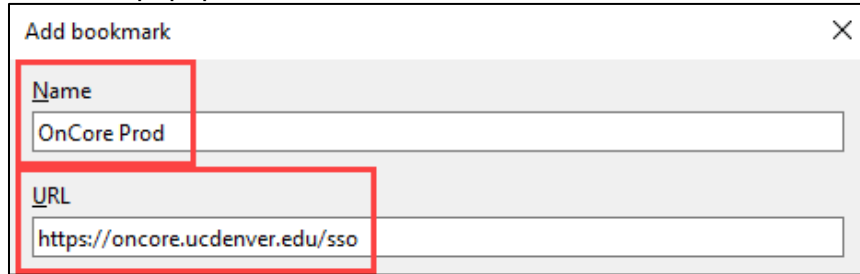 Add bookmark
Name
OnCore Prod
URL
https://oncore.ucdenver.edu/sso